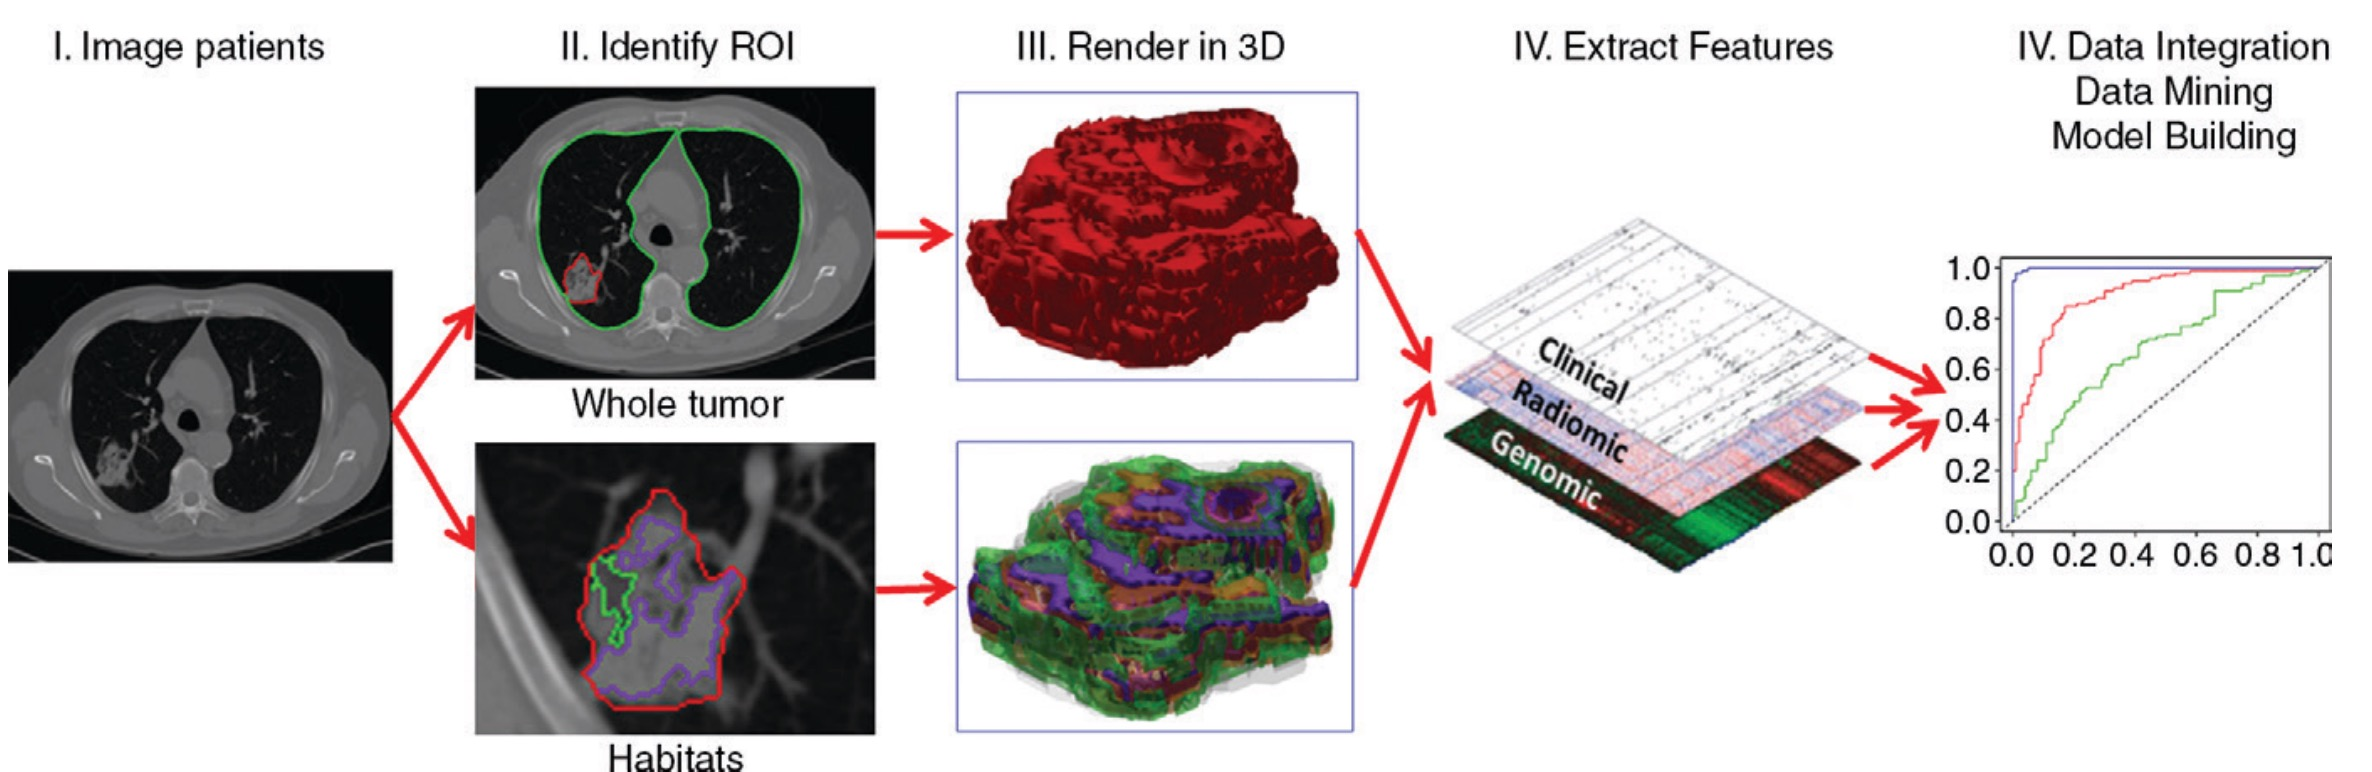 I. Image patients
II. Identify ROI
III. Render in 3D
IV. Extract Features
IV. Data Integration
Data Mining
Model Building
Whole tumor
Habitats
Clinical
Radiomic
Genomic
1.0
0.8
0.6
0.4
0.2
0.0
0.0 0.2 0.4 0.6 0.8 1.0